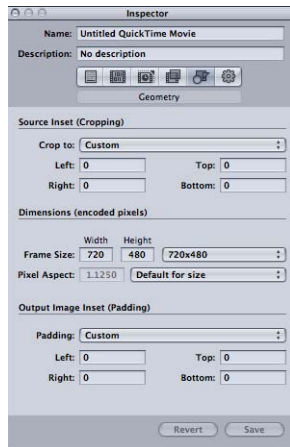 Inspector
Name: Untitled QuickTime Movie
Description: No description
Geometry
Source Inset (Cropping)
Crop to: Custom
Left: 0 Top: 0
Right: 0 Bottom: 0
Dimensions (encoded pixels)
Width Height
Frame Size: 720 480 720x480
Pixel Aspect: 1.1250 Default for size
Output Image Inset (Padding)
Padding: Custom
Left: 0 Top: 0
Right: 0 Bottom: 0
Revert Save